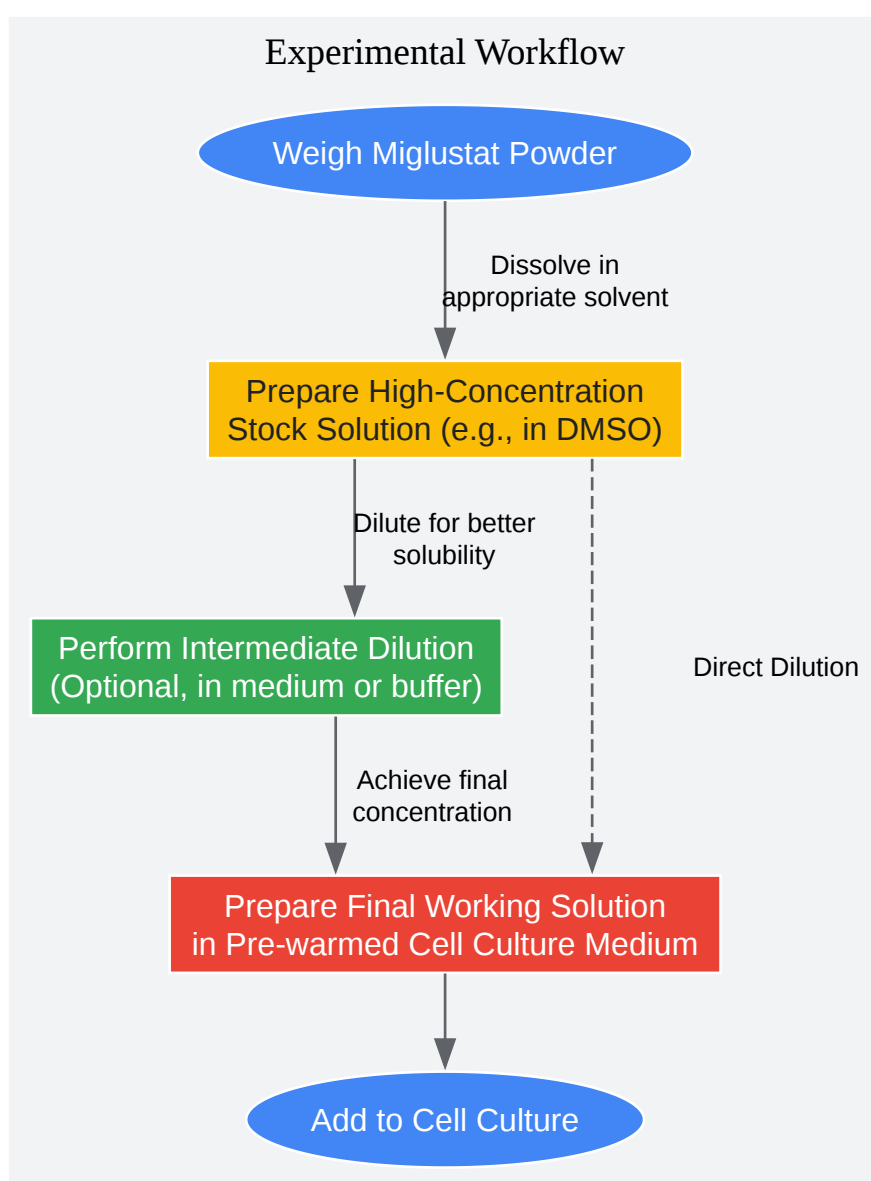 Experimental Workflow
Weigh Miglustat Powder
Dissolve in
appropriate solvent
Prepare High-Concentration
Stock Solution (e.g., in DMSO)
Dilute for better
solubility
Perform Intermediate Dilution
(Optional, in medium or buffer)
Direct Dilution
Achieve final
concentration
Prepare Final Working Solution
in Pre-warmed Cell Culture Medium
Add to Cell Culture